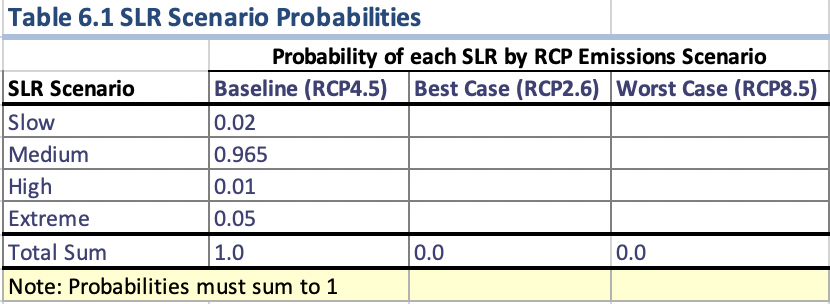 Table 6.1 SLR Scenario Probabilities
Probability of each SLR by RCP Emissions Scenario
SLR Scenario Baseline (RCP4.5) Best Case (RCP2.6) Worst Case (RCP8.5)
Slow 0.02
Medium 0.965
High 0.01
Extreme 0.05
Total Sum 1.0 0.0 0.0
Note: Probabilities must sum to 1